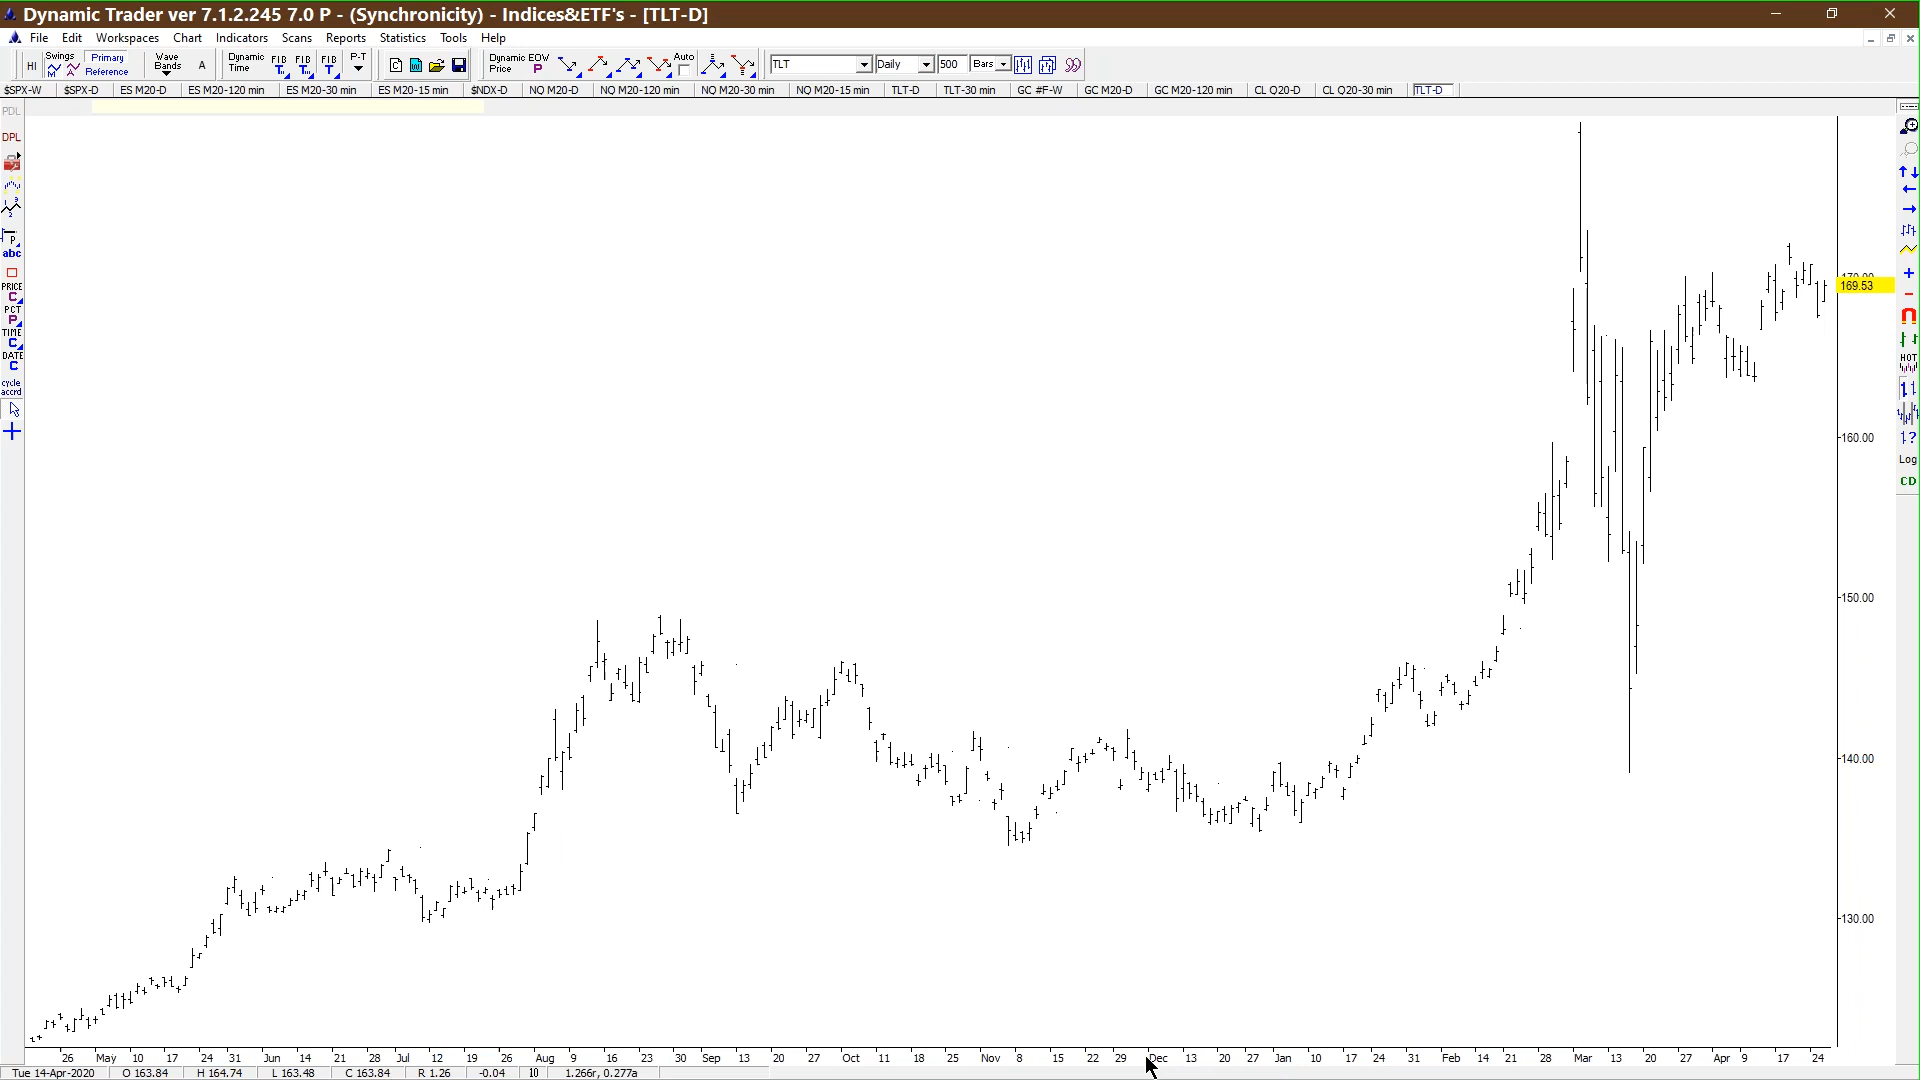 Dynamic Trader ver 7.1.2.245 7.0 P - (Synchronicity) - Indices&ETF's - [TLT-D]
File Edit Workspaces Chart Indicators Scans Reports Statistics Tools Help
HI Swings Primary Reference Wave Bands A Dynamic Time FIB T FIB T FIB T P-T C Dynamic EOW Price P Auto TLT Daily 500 Bars
$SPX-W $SPX-D ES M20-D ES M20-120 min ES M20-30 min ES M20-15 min $NDX-D NQ M20-D NQ M20-120 min NQ M20-30 min NQ M20-15 min TLT-D TLT-30 min GC #F-W GC M20-D GC M20-120 min CL Q20-D CL Q20-30 min TLT-D
PDL
DPL
P
abc
PRICE
C
PCT
P
TIME
C
DATE
C
cycle
accrd
170.00
169.53
160.00
150.00
140.00
130.00
HOT
Log
CD
26 May 10 17 24 31 Jun 14 21 28 Jul 12 19 26 Aug 9 16 23 30 Sep 13 20 27 Oct 11 18 25 Nov 8 15 22 29 Dec 13 20 27 Jan 10 17 24 31 Feb 14 21 28 Mar 13 20 27 Apr 9 17 24
Tue 14-Apr-2020 O 163.84 H 164.74 L 163.48 C 163.84 R 1.26 -0.04 10 1.266r, 0.277a